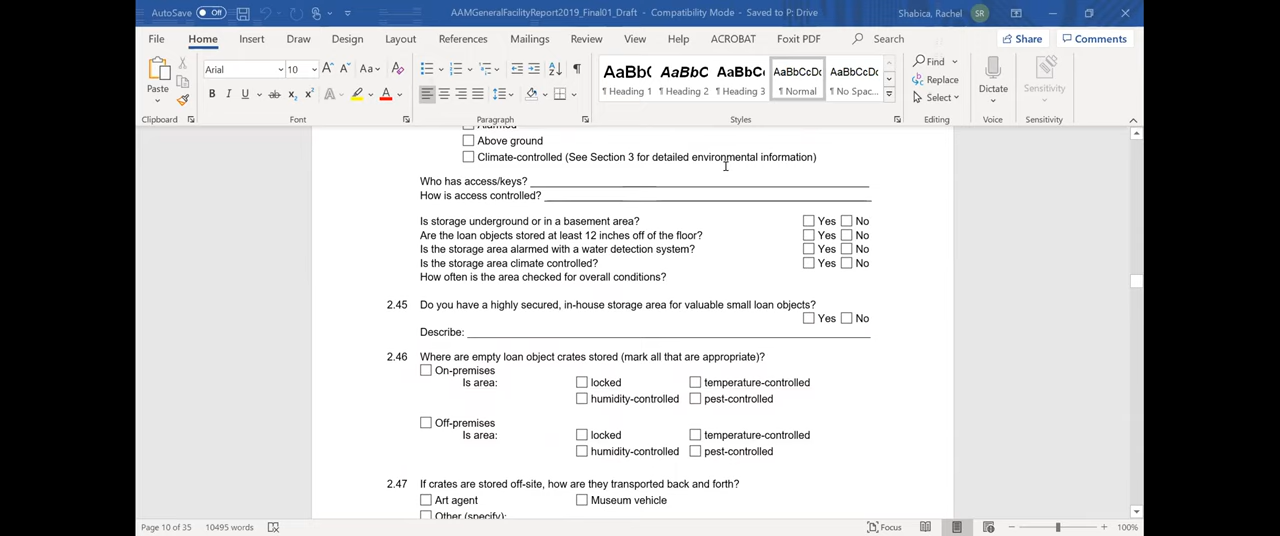 AutoSave Off AAMGeneralFacilityReport2019_Final01_Draft - Compatibility Mode - Saved to P: Drive Shabica, Rachel SR
File Home Insert Draw Design Layout References Mailings Review View Help ACROBAT Foxit PDF Search Share Comments
Paste Arial 10 Aa AaBb( AaBbC AaBbC AaBbCcDc AaBbCcDc Find Replace Select Dictate Sensitivity
B I U ab x₂ x² A A Heading 1 Heading 2 Heading 3 Normal No Spac...
Clipboard Font Paragraph Styles Editing Voice Sensitivity
Alarmed
Above ground
Climate-controlled (See Section 3 for detailed environmental information)
Who has access/keys?
How is access controlled?
Is storage underground or in a basement area? Yes No
Are the loan objects stored at least 12 inches off of the floor? Yes No
Is the storage area alarmed with a water detection system? Yes No
Is the storage area climate controlled? Yes No
How often is the area checked for overall conditions?
2.45 Do you have a highly secured, in-house storage area for valuable small loan objects?
Yes No
Describe:
2.46 Where are empty loan object crates stored (mark all that are appropriate)?
On-premises
Is area: locked temperature-controlled
humidity-controlled pest-controlled
Off-premises
Is area: locked temperature-controlled
humidity-controlled pest-controlled
2.47 If crates are stored off-site, how are they transported back and forth?
Art agent Museum vehicle
Other (specify):
Page 10 of 35 10495 words Focus 100%